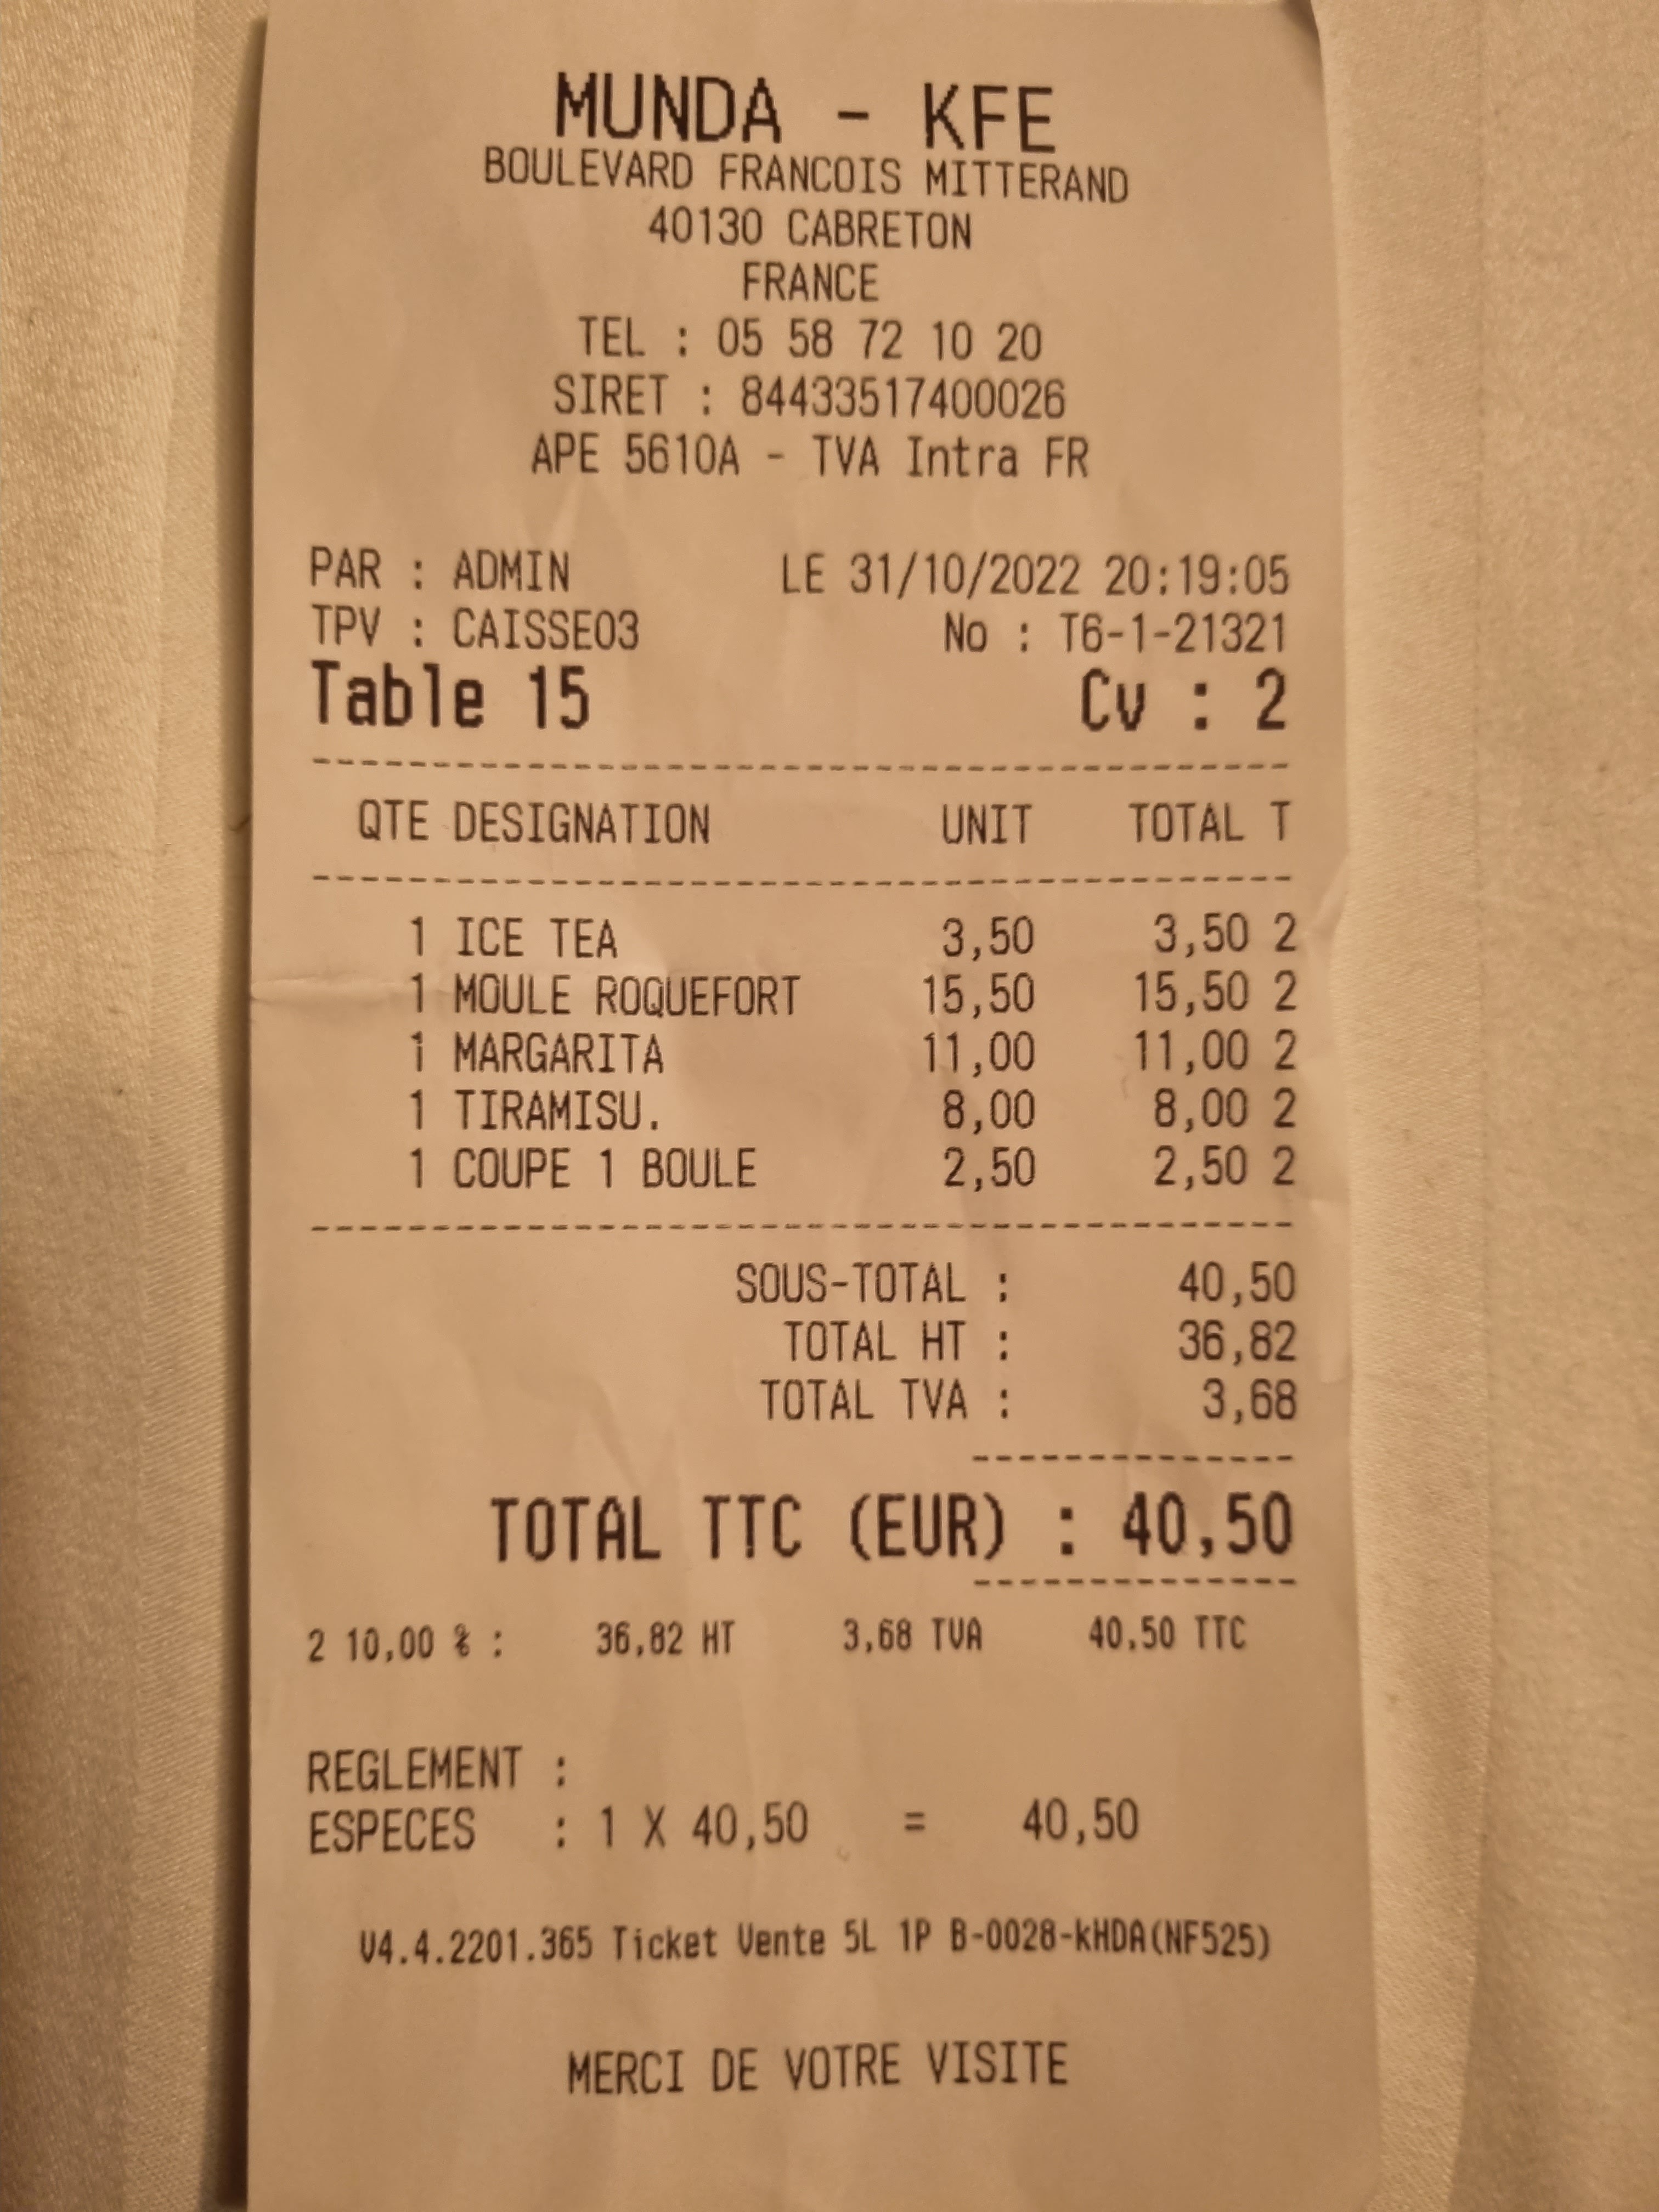 MUNDA - KFE
BOULEVARD FRANCOIS MITTERAND
40130 CABRETON
FRANCE
TEL : 05 58 72 10 20
SIRET : 84433517400026
APE 5610A - TVA Intra FR
PAR : ADMIN LE 31/10/2022 20:19:05
TPV : CAISSE03 No : T6-1-21321
Table 15 Cv : 2
QTE DESIGNATION UNIT TOTAL T
1 ICE TEA 3,50 3,50 2
1 MOULE ROQUEFORT 15,50 15,50 2
1 MARGARITA 11,00 11,00 2
1 TIRAMISU. 8,00 8,00 2
1 COUPE 1 BOULE 2,50 2,50 2
SOUS-TOTAL : 40,50
TOTAL HT : 36,82
TOTAL TVA : 3,68
TOTAL TTC (EUR) : 40,50
2 10,00 % : 36,82 HT 3,68 TVA 40,50 TTC
REGLEMENT :
ESPECES : 1 X 40,50 = 40,50
V4.4.2201.365 Ticket Vente 5L 1P B-0028-kHDA(NF525)
MERCI DE VOTRE VISITE